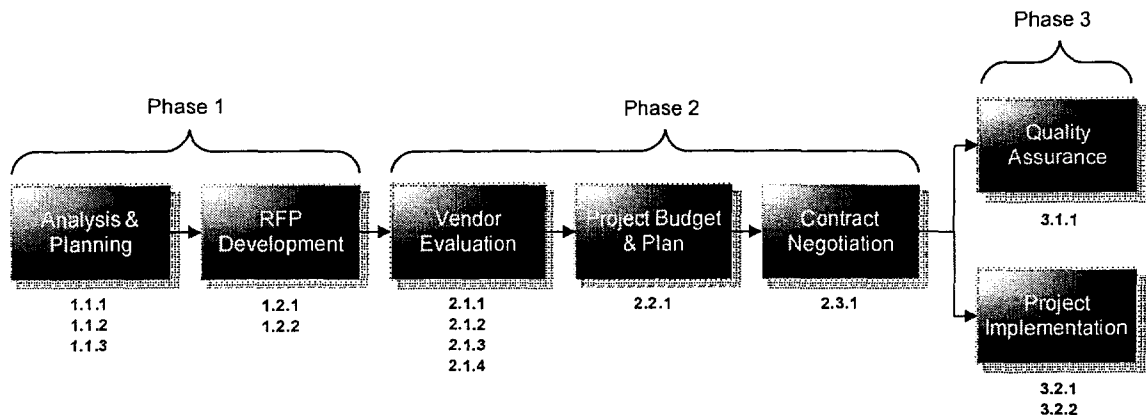 Phase 1
Analysis &
Planning
1.1.1
1.1.2
1.1.3
RFP
Development
1.2.1
1.2.2
Phase 2
Vendor
Evaluation
2.1.1
2.1.2
2.1.3
2.1.4
Project Budget
& Plan
2.2.1
Contract
Negotiation
2.3.1
Phase 3
Quality
Assurance
3.1.1
Project
Implementation
3.2.1
3.2.2